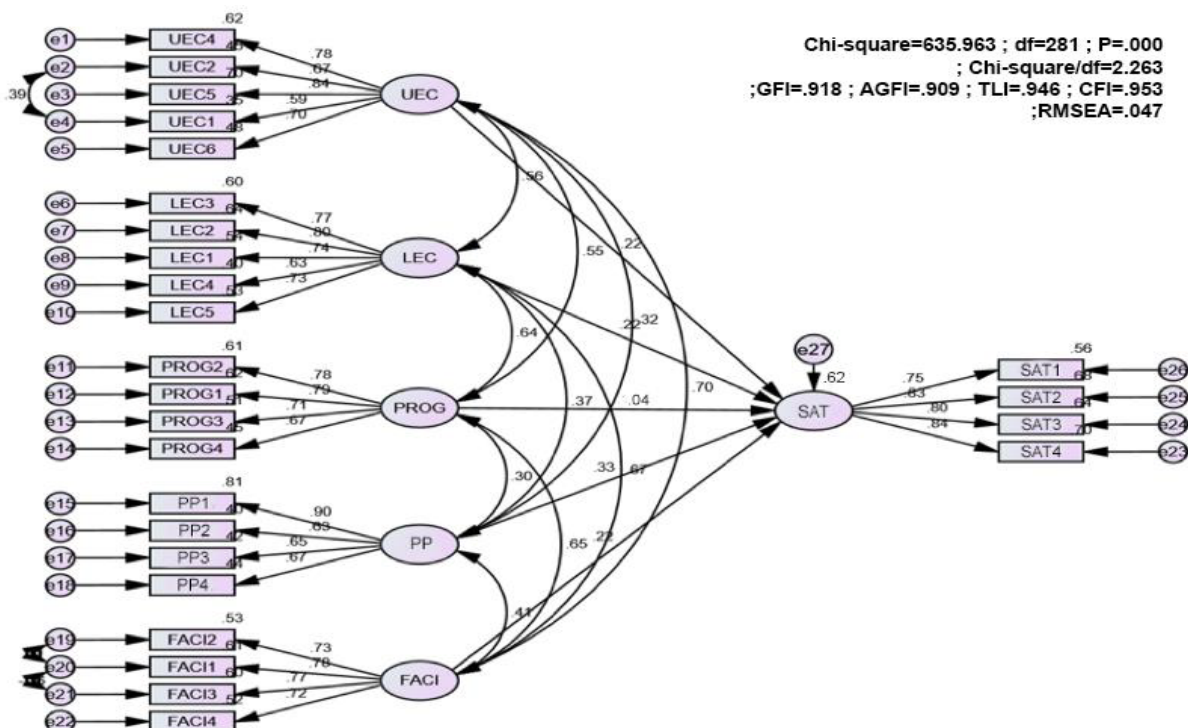 Chi-square=635.963 ; df=281 ; P=.000
; Chi-square/df=2.263
;GFI=.918 ; AGFI=.909 ; TLI=.946 ; CFI=.953
;RMSEA=.047
.62
e1 UEC4 .78
e2 UEC2 .67
.39
e3 UEC5 .84
e4 UEC1 .59
e5 UEC6 .70
UEC
.60
e6 LEC3 .77
e7 LEC2 .80
e8 LEC1 .74
e9 LEC4 .63
e10 LEC5 .73
LEC
.61
e11 PROG2 .78
e12 PROG1 .79
e13 PROG3 .71
e14 PROG4 .67
PROG
.81
e15 PP1 .90
e16 PP2 .63
e17 PP3 .65
e18 PP4 .67
PP
.53
e19 FACI2 .73
e20 FACI1 .78
e21 FACI3 .77
e22 FACI4 .72
FACI
.56
.55
.22
.64
.22
.32
.70
.37
.04
.30
.33
.67
.65
.22
.41
e27
.62
SAT
.56
.75 SAT1 e26
.83 SAT2 e25
.80 SAT3 e24
.84 SAT4 e23